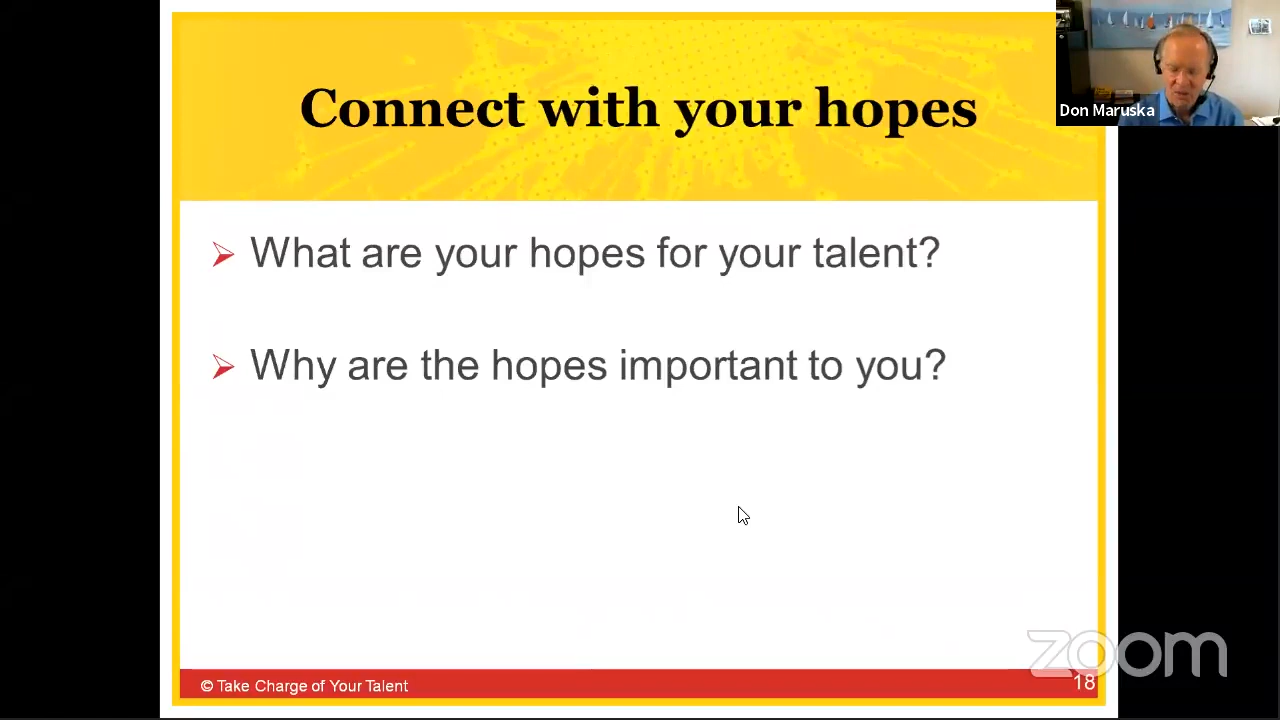 Connect with your hopes
Don Maruska
What are your hopes for your talent?
Why are the hopes important to you?
© Take Charge of Your Talent
18
zoom